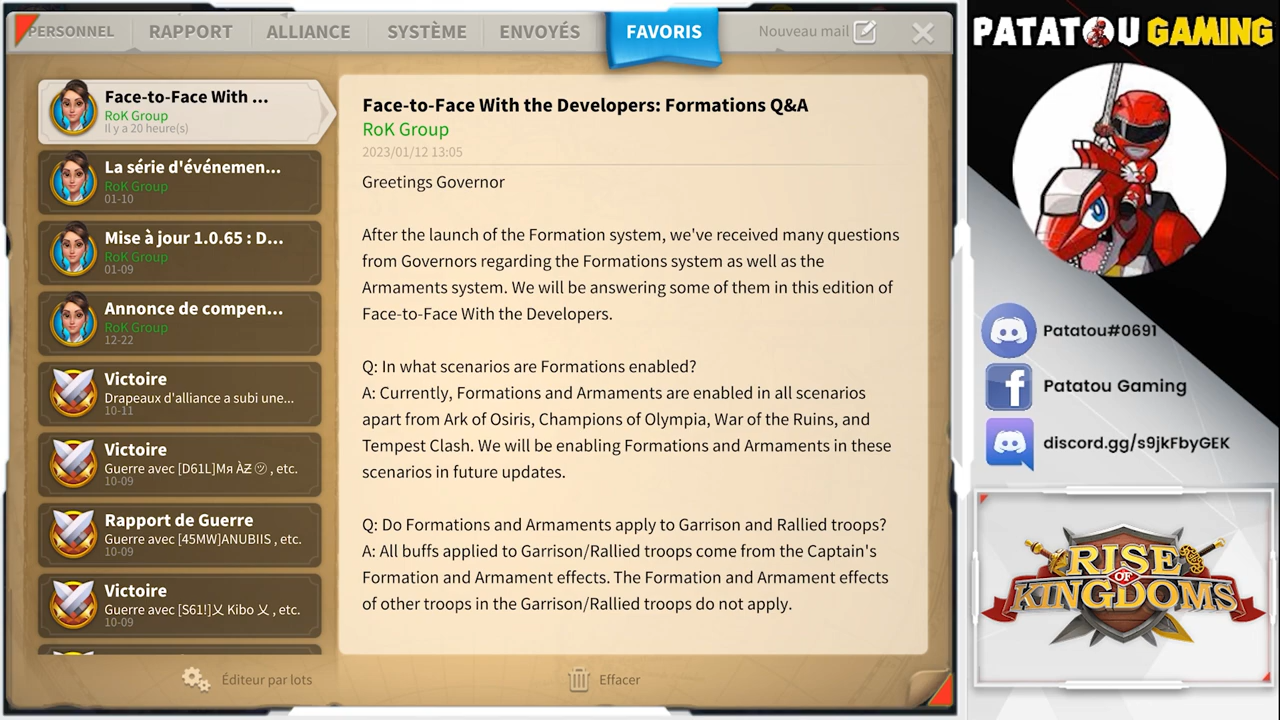 PERSONNEL
RAPPORT
ALLIANCE
SYSTÈME
ENVOYÉS
FAVORIS
Nouveau mail
Face-to-Face With ...
RoK Group
Il y a 20 heure(s)
La série d'événemen...
RoK Group
01-10
Mise à jour 1.0.65 : D...
RoK Group
01-09
Annonce de compen...
RoK Group
12-22
Victoire
Drapeaux d'alliance a subi une...
10-11
Victoire
Guerre avec [D61L]Mя ÀƵ ツ , etc.
10-09
Rapport de Guerre
Guerre avec [45MW]ANUBIIS , etc.
10-09
Victoire
Guerre avec [S61!]乂 Kibo 乂 , etc.
10-09
Éditeur par lots
Face-to-Face With the Developers: Formations Q&A
RoK Group
2023/01/12 13:05
Greetings Governor
After the launch of the Formation system, we've received many questions
from Governors regarding the Formations system as well as the
Armaments system. We will be answering some of them in this edition of
Face-to-Face With the Developers.
Q: In what scenarios are Formations enabled?
A: Currently, Formations and Armaments are enabled in all scenarios
apart from Ark of Osiris, Champions of Olympia, War of the Ruins, and
Tempest Clash. We will be enabling Formations and Armaments in these
scenarios in future updates.
Q: Do Formations and Armaments apply to Garrison and Rallied troops?
A: All buffs applied to Garrison/Rallied troops come from the Captain's
Formation and Armament effects. The Formation and Armament effects
of other troops in the Garrison/Rallied troops do not apply.
Effacer
PATATOU GAMING
Patatou#0691
Patatou Gaming
discord.gg/s9jkFbyGEK
RISE
OF
KINGDOMS